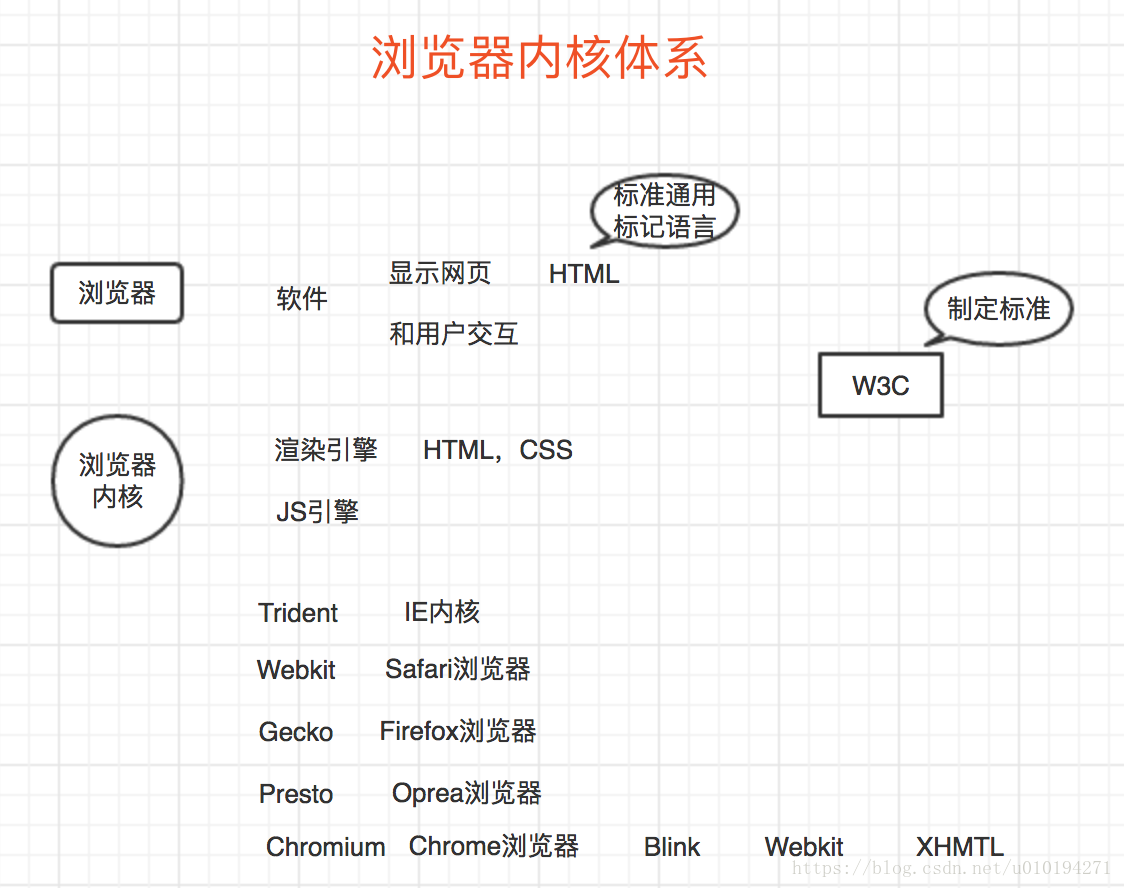 浏览器内核体系
标准通用
标记语言
浏览器
软件
显示网页
HTML
和用户交互
制定标准
W3C
浏览器
内核
渲染引擎
HTML，CSS
JS引擎
Trident
IE内核
Webkit
Safari浏览器
Gecko
Firefox浏览器
Presto
Oprea浏览器
Chromium
Chrome浏览器
Blink
Webkit
XHMTL
https://blog.csdn.net/u010194271